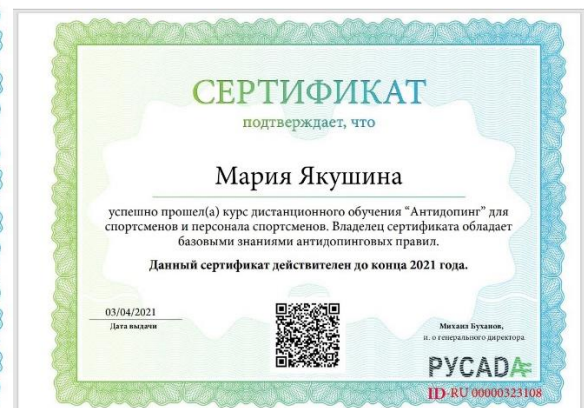 СЕРТИФИКАТ
подтверждает, что
Мария Якушина
успешно прошел(а) курс дистанционного обучения “Антидопинг” для
спортсменов и персонала спортсменов. Владелец сертификата обладает
базовыми знаниями антидопинговых правил.
Данный сертификат действителен до конца 2021 года.
03/04/2021
Дата выдачи
Михаил Буханов,
и. о генерального директора
РУСАДА
ID-RU 00000323108